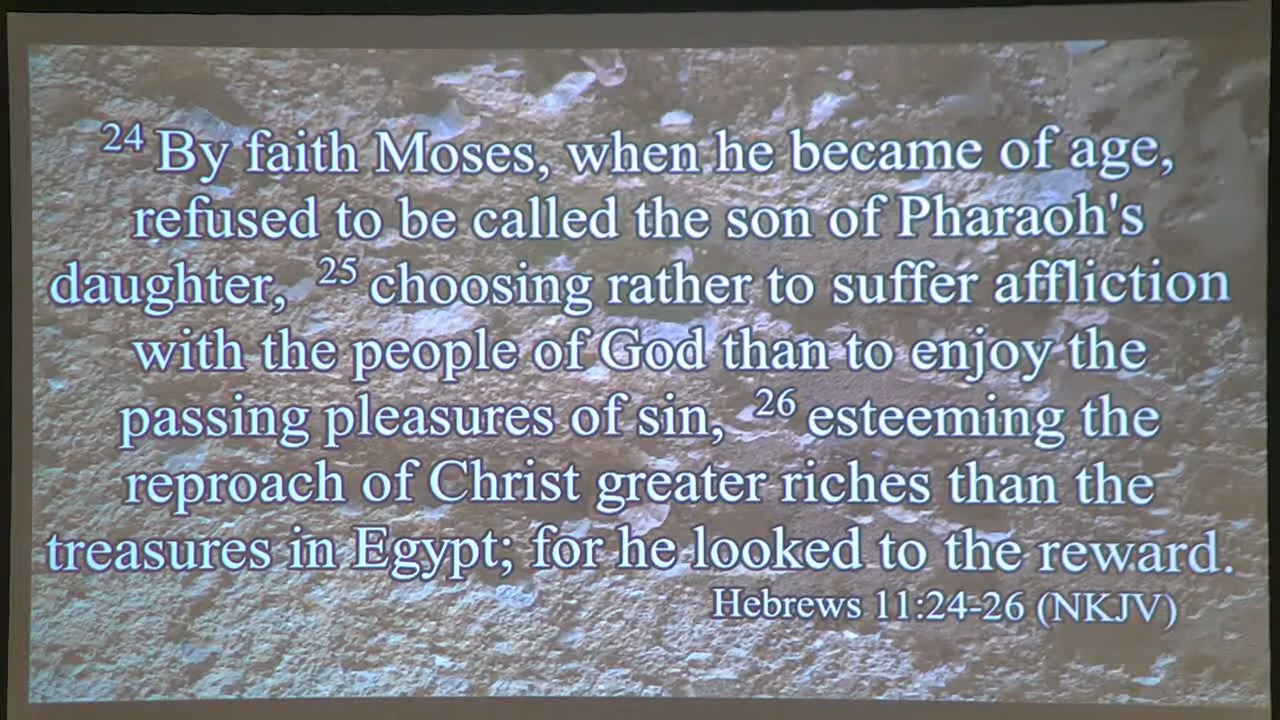 24 By faith Moses, when he became of age,
refused to be called the son of Pharaoh's
daughter, 25 choosing rather to suffer affliction
with the people of God than to enjoy the
passing pleasures of sin, 26 esteeming the
reproach of Christ greater riches than the
treasures in Egypt; for he looked to the reward.
Hebrews 11:24-26 (NKJV)